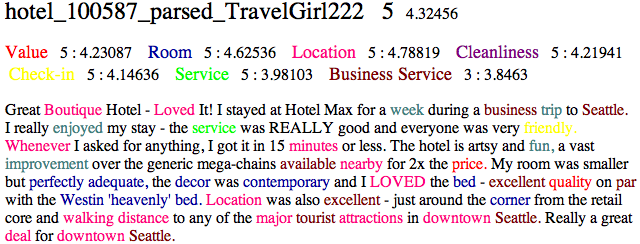 hotel_100587_parsed_TravelGirl222 5 4.32456
Value 5 : 4.23087 Room 5 : 4.62536 Location 5 : 4.78819 Cleanliness 5 : 4.21941
Check-in 5 : 4.14636 Service 5 : 3.98103 Business Service 3 : 3.8463
Great Boutique Hotel - Loved It! I stayed at Hotel Max for a week during a business trip to Seattle.
I really enjoyed my stay - the service was REALLY good and everyone was very friendly.
Whenever I asked for anything, I got it in 15 minutes or less. The hotel is artsy and fun, a vast
improvement over the generic mega-chains available nearby for 2x the price. My room was smaller
but perfectly adequate, the decor was contemporary and I LOVED the bed - excellent quality on par
with the Westin 'heavenly' bed. Location was also excellent - just around the corner from the retail
core and walking distance to any of the major tourist attractions in downtown Seattle. Really a great
deal for downtown Seattle.